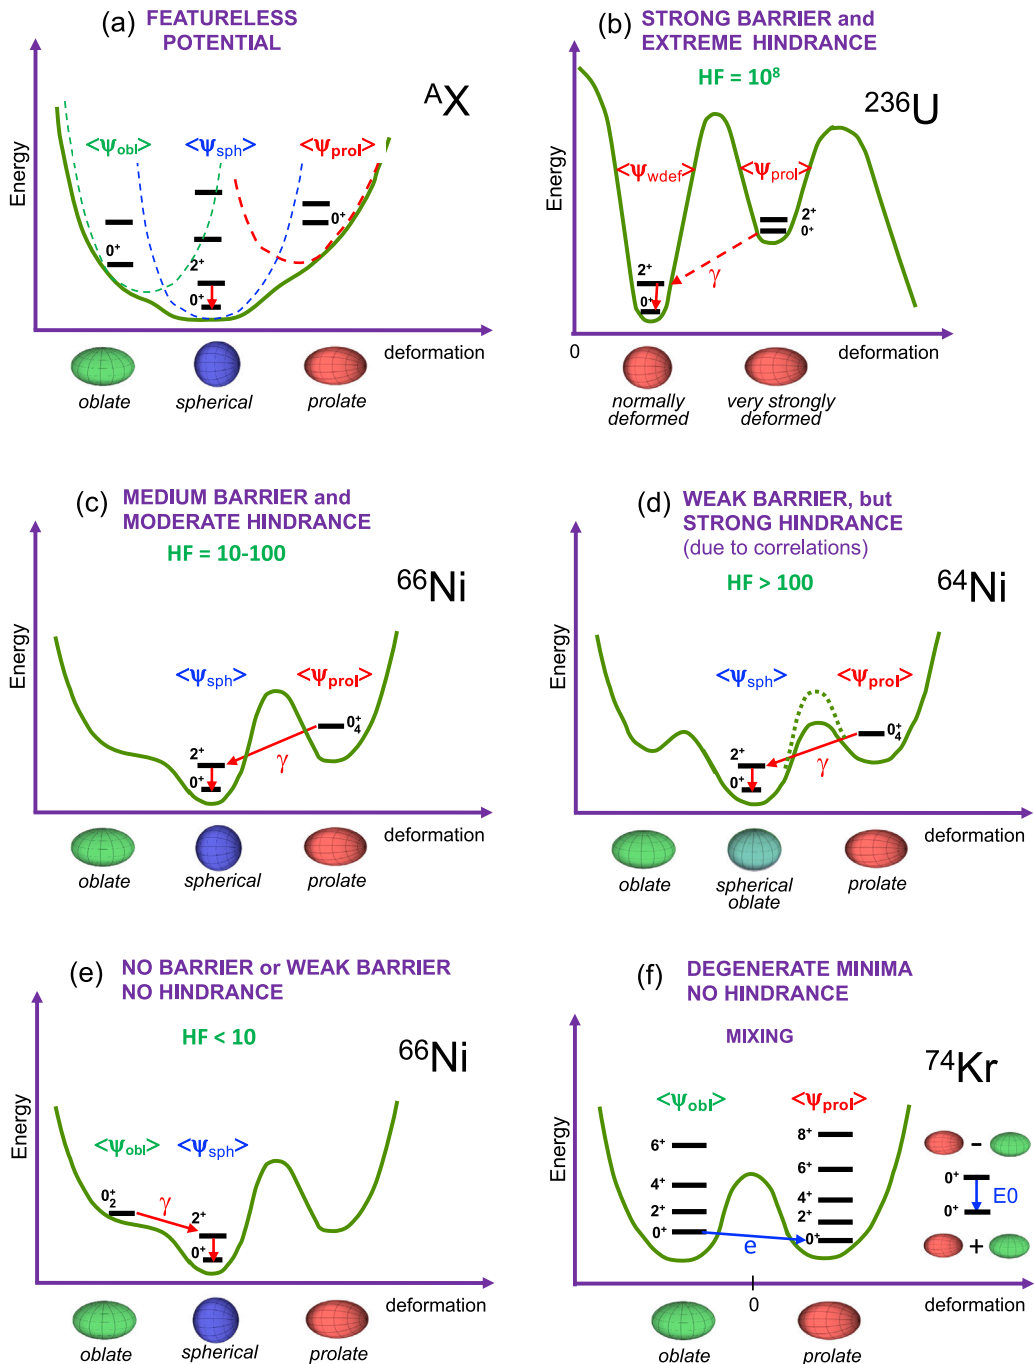 (a) FEATURELESS
POTENTIAL
ᴬX
<Ψobl> <Ψsph> <Ψprol>
Energy
0⁺
2⁺
0⁺
0⁺
deformation
oblate spherical prolate
(b) STRONG BARRIER and
EXTREME HINDRANCE
HF = 10⁸
²³⁶U
<Ψwdef> <Ψprol>
Energy
2⁺
0⁺
γ
2⁺
0⁺
0 deformation
normally
deformed
very strongly
deformed
(c) MEDIUM BARRIER and
MODERATE HINDRANCE
HF = 10-100
⁶⁶Ni
Energy
<Ψsph> <Ψprol>
0₄⁺
2⁺
γ
0⁺
deformation
oblate spherical prolate
(d) WEAK BARRIER, but
STRONG HINDRANCE
(due to correlations)
HF > 100
⁶⁴Ni
Energy
<Ψsph> <Ψprol>
0₄⁺
2⁺
γ
0⁺
deformation
oblate spherical prolate
oblate
(e) NO BARRIER or WEAK BARRIER
NO HINDRANCE
HF < 10
⁶⁶Ni
Energy
<Ψobl> <Ψsph>
0₂⁺ γ
2⁺
0⁺
deformation
oblate spherical prolate
(f) DEGENERATE MINIMA
NO HINDRANCE
MIXING
⁷⁴Kr
Energy
<Ψobl> <Ψprol>
6⁺ 8⁺
4⁺ 6⁺
2⁺ 4⁺
0⁺ 2⁺
e 0⁺
–
0⁺
E0
0⁺
+
0 deformation
oblate prolate